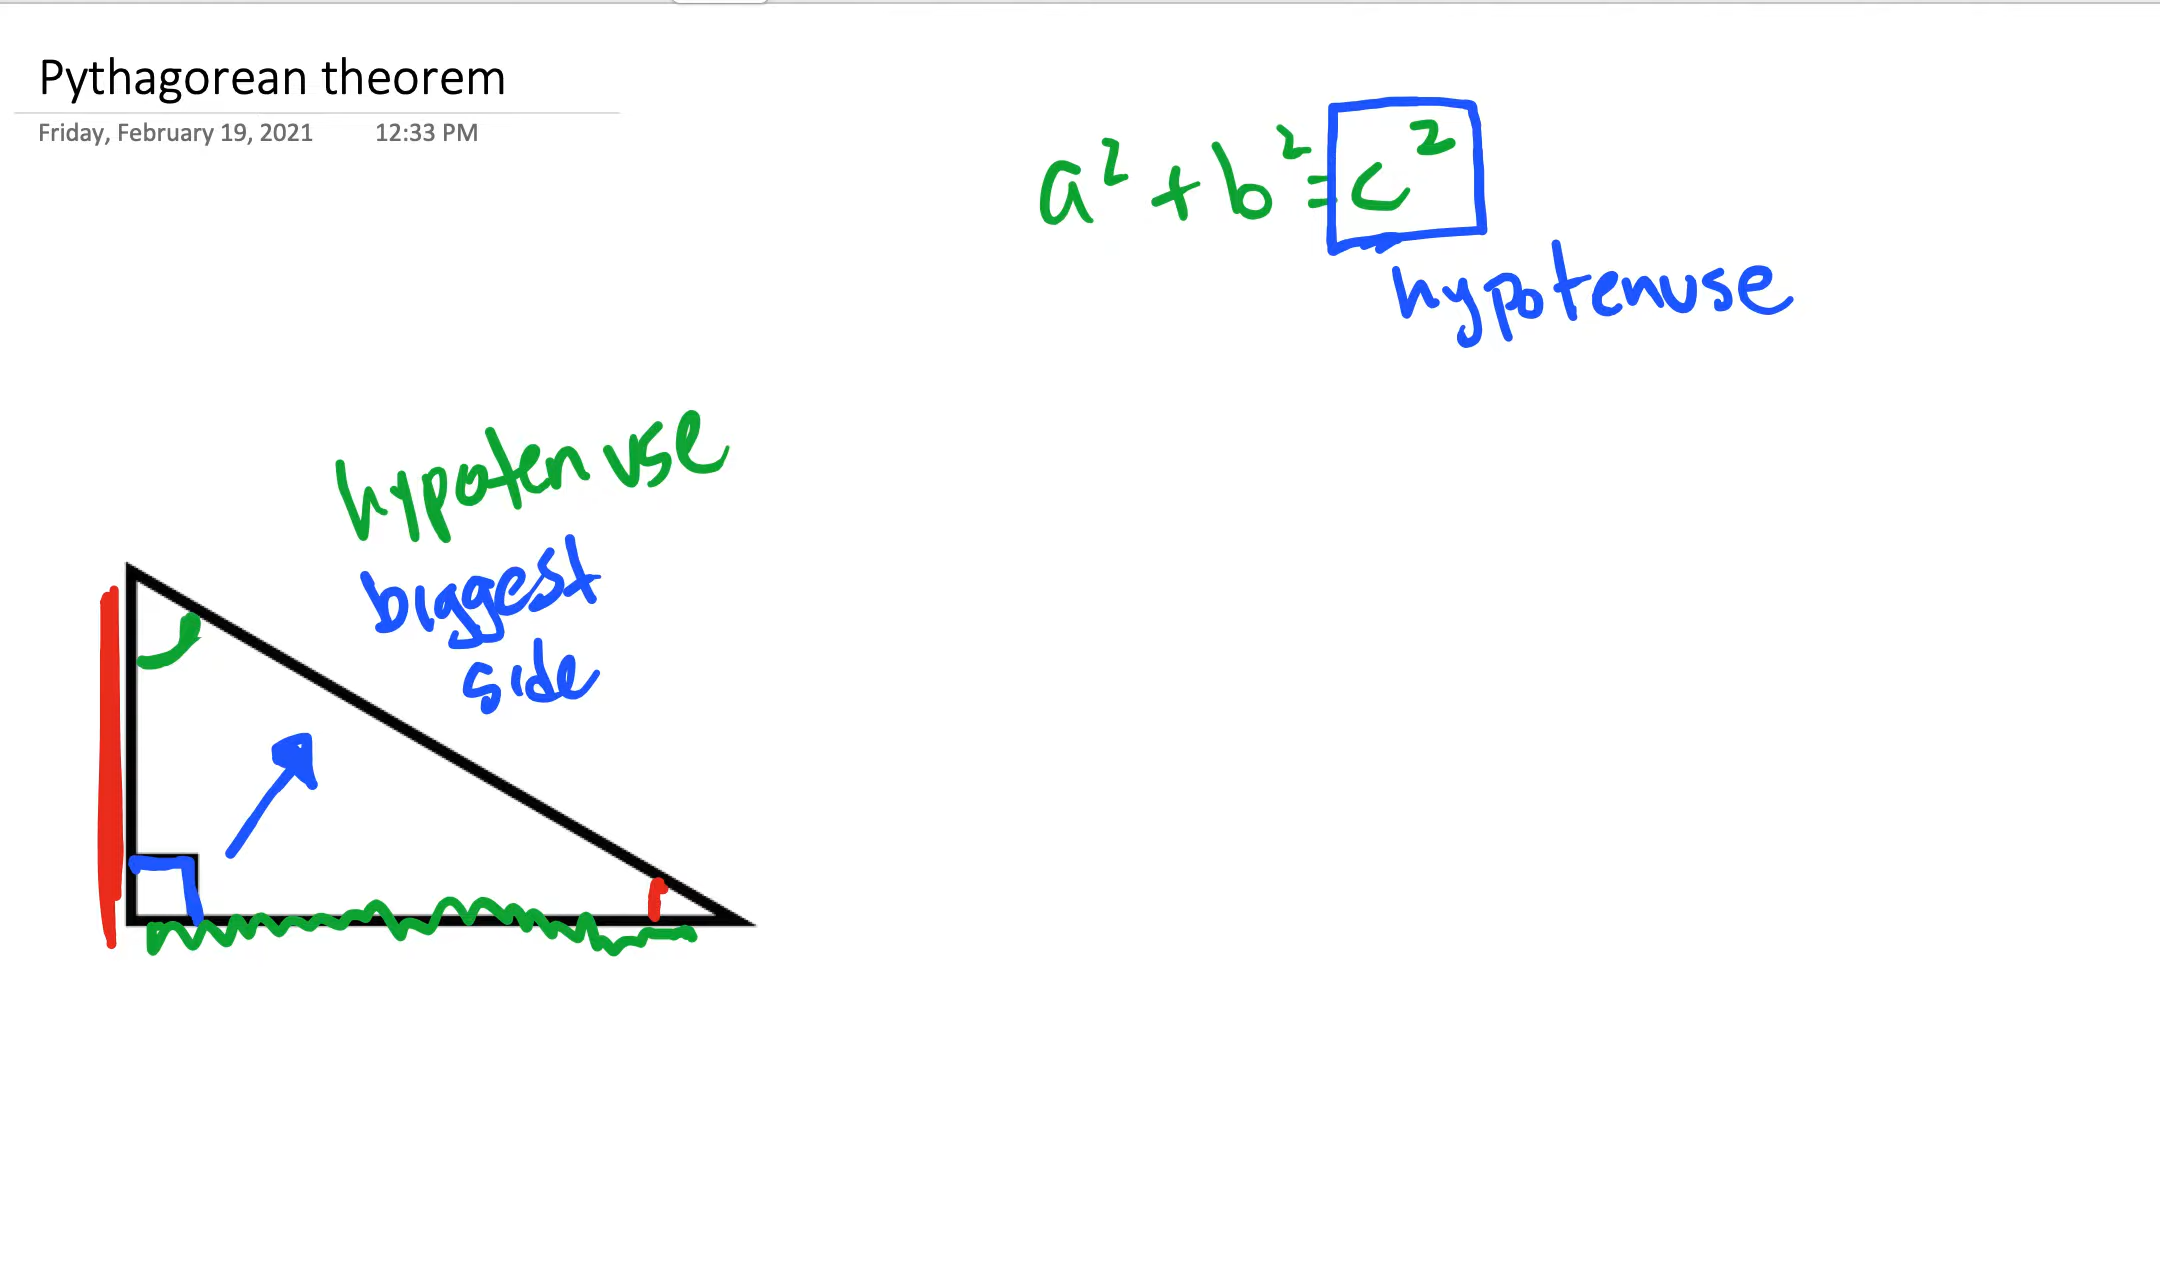 Pythagorean theorem
Friday, February 19, 2021 12:33 PM
a² + b² = c²
hypotenuse
hypotenuse
biggest
side